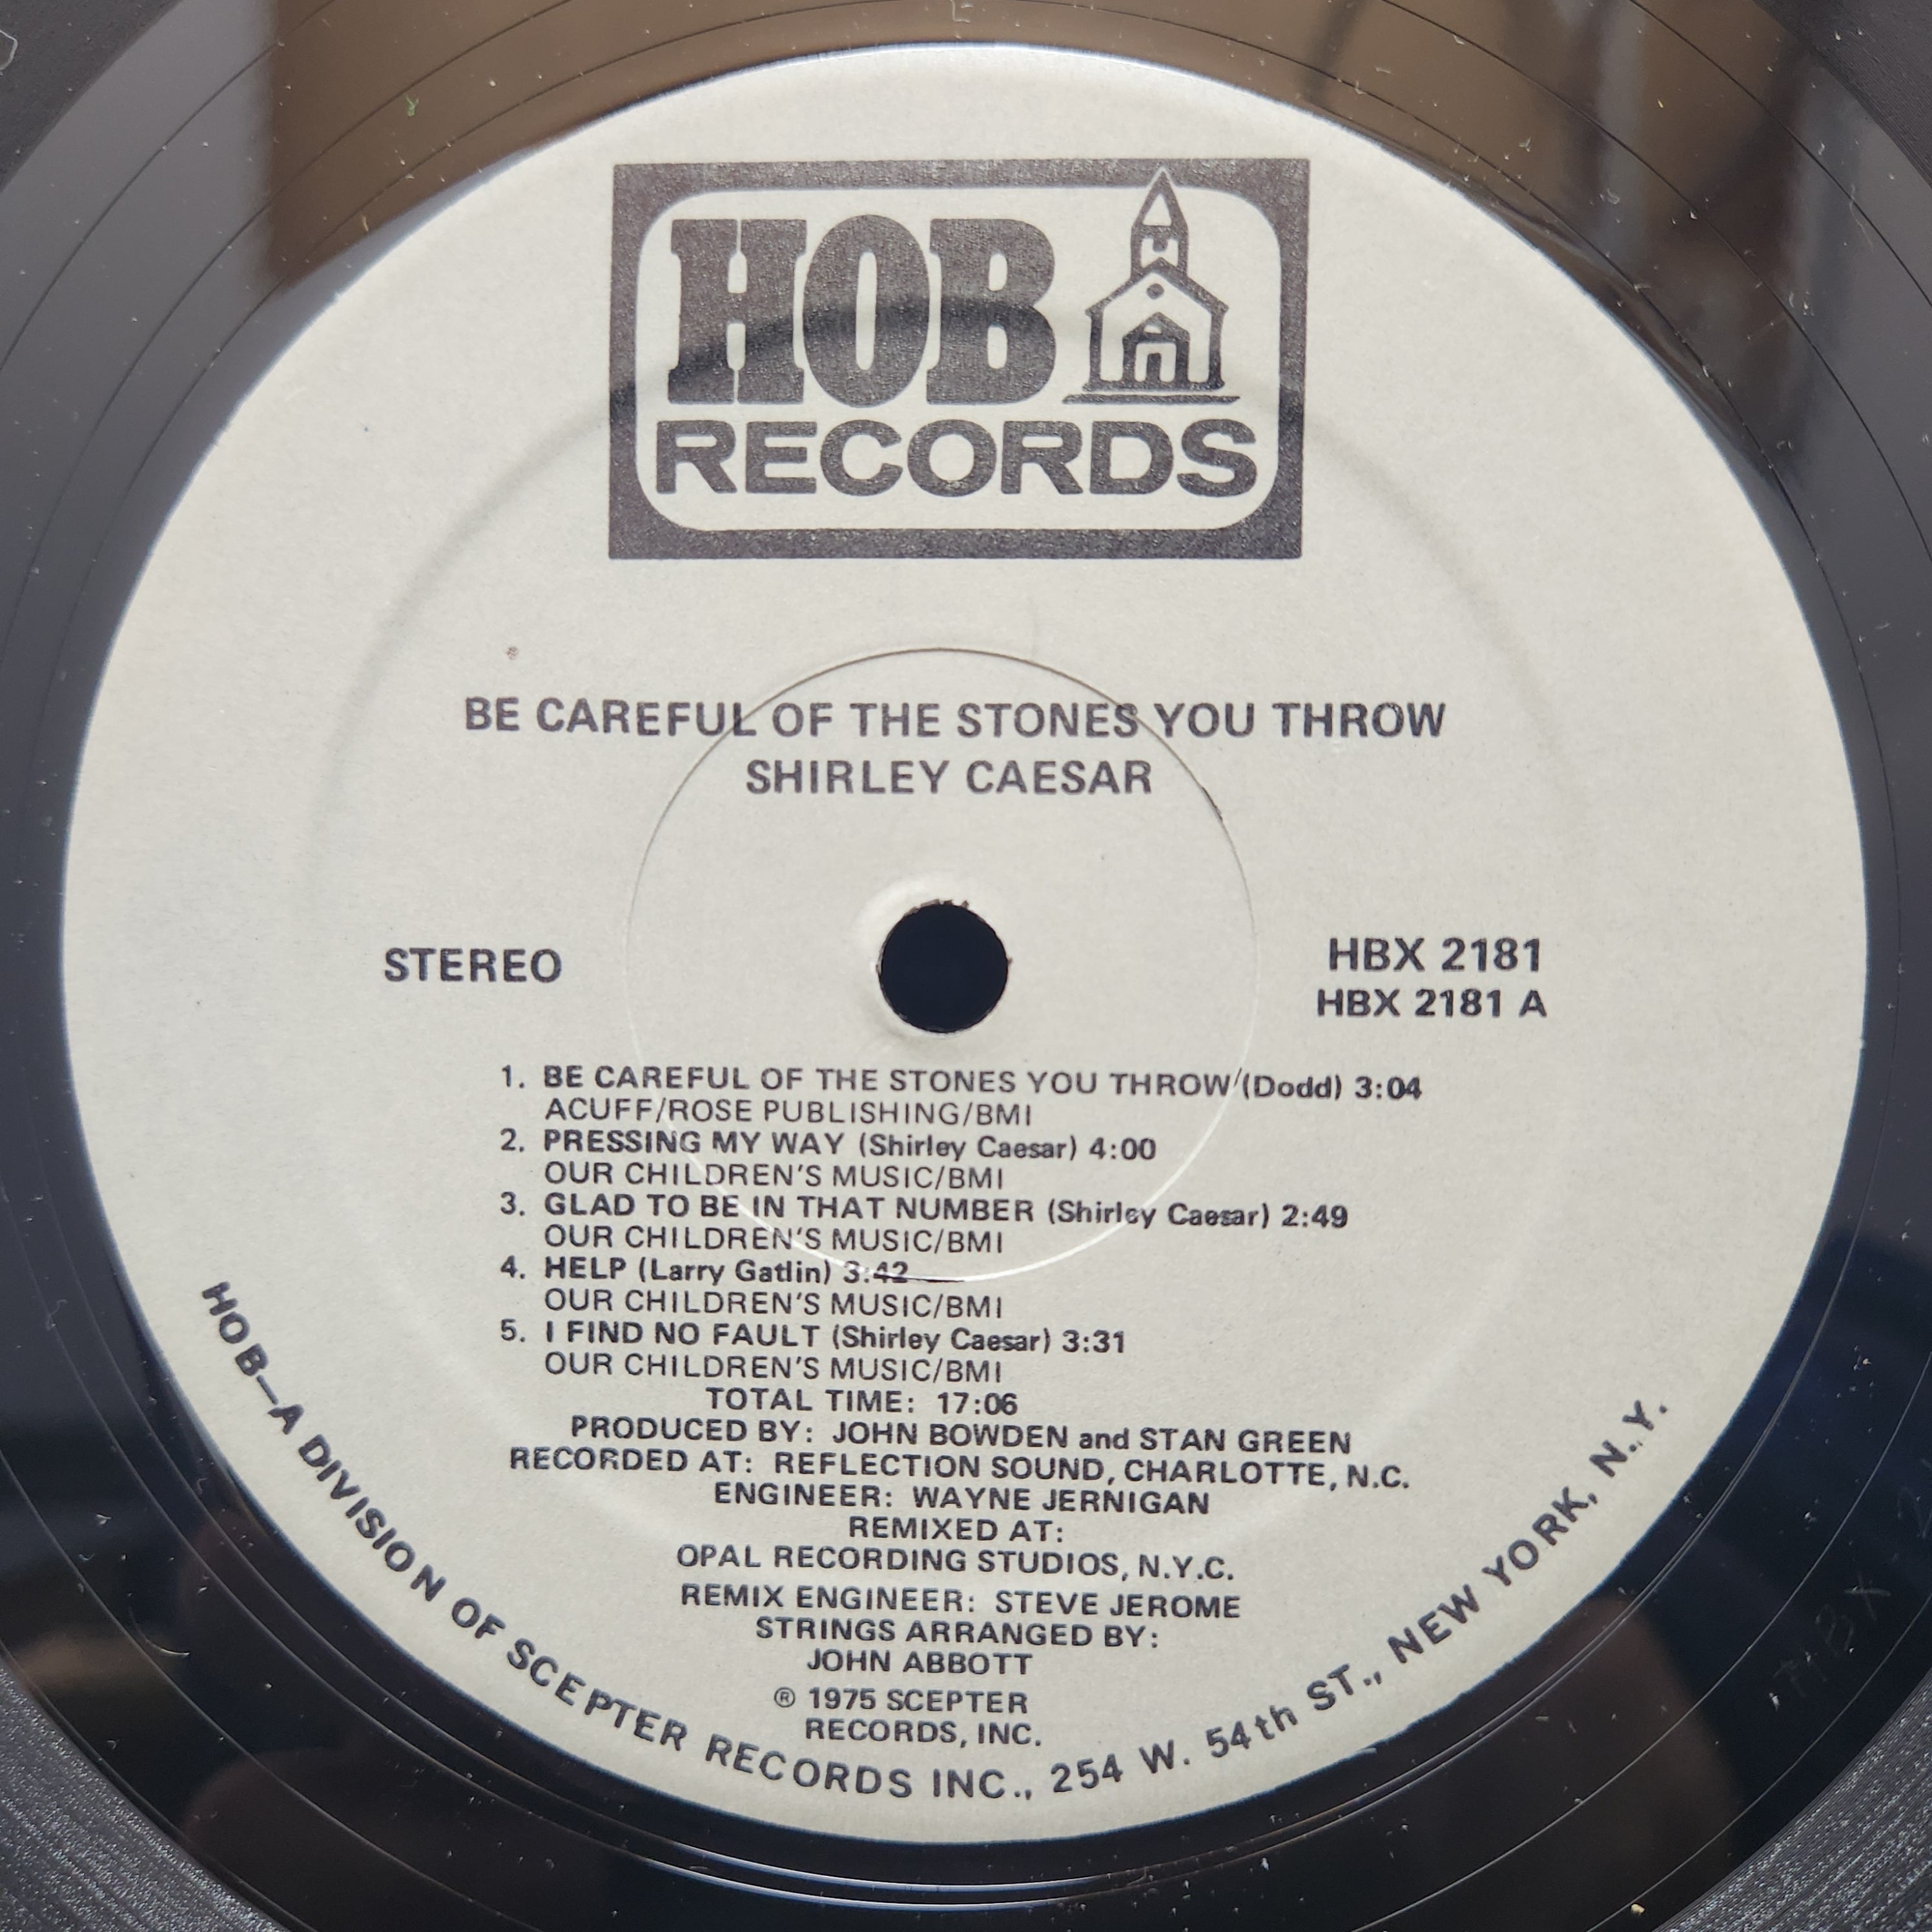 HOB
RECORDS
BE CAREFUL OF THE STONES YOU THROW
SHIRLEY CAESAR
STEREO
HBX 2181
HBX 2181 A
1. BE CAREFUL OF THE STONES YOU THROW (Dodd) 3:04
ACUFF/ROSE PUBLISHING/BMI
2. PRESSING MY WAY (Shirley Caesar) 4:00
OUR CHILDREN'S MUSIC/BMI
3. GLAD TO BE IN THAT NUMBER (Shirley Caesar) 2:49
OUR CHILDREN'S MUSIC/BMI
4. HELP (Larry Gatlin) 3:42
OUR CHILDREN'S MUSIC/BMI
5. I FIND NO FAULT (Shirley Caesar) 3:31
OUR CHILDREN'S MUSIC/BMI
TOTAL TIME: 17:06
PRODUCED BY: JOHN BOWDEN and STAN GREEN
RECORDED AT: REFLECTION SOUND, CHARLOTTE, N.C.
ENGINEER: WAYNE JERNIGAN
REMIXED AT:
OPAL RECORDING STUDIOS, N.Y.C.
REMIX ENGINEER: STEVE JEROME
STRINGS ARRANGED BY:
JOHN ABBOTT
® 1975 SCEPTER
RECORDS, INC.
HOB—A DIVISION OF SCEPTER RECORDS INC., 254 W. 54th ST., NEW YORK, N.Y.
HBX